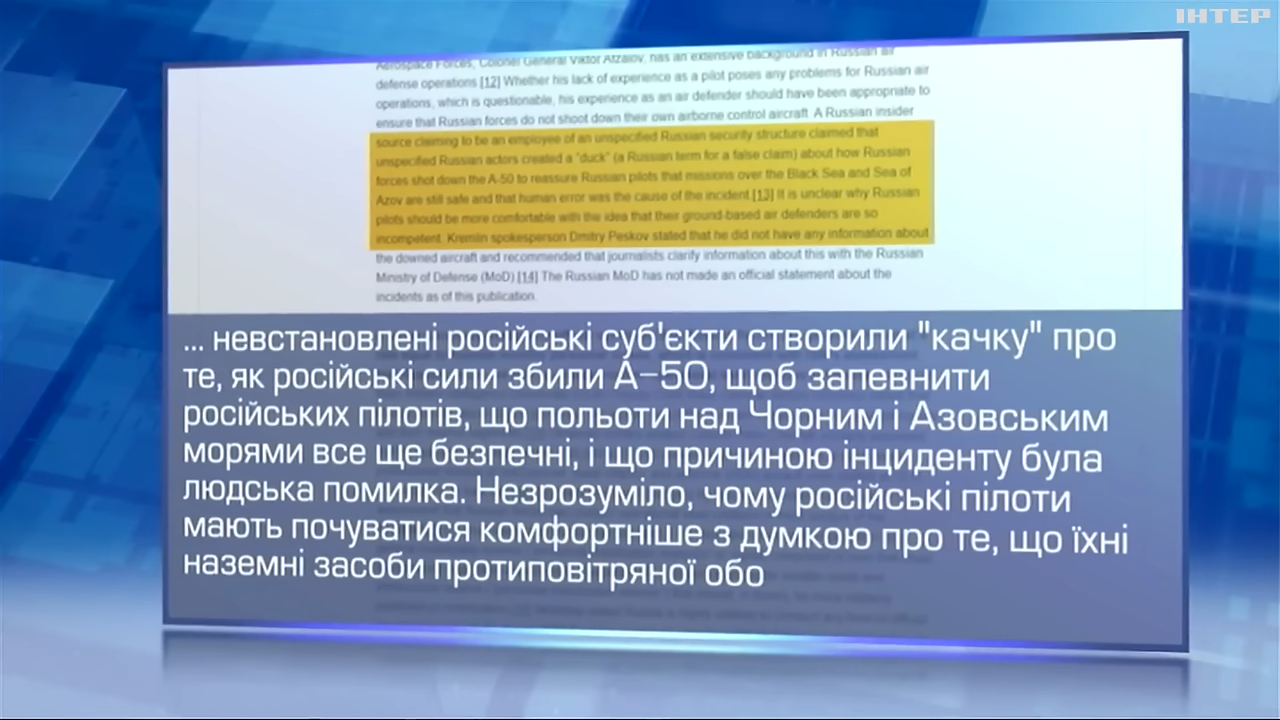 ІНТЕР
Aerospace Forces, Colonel General Viktor Afzalov, has an extensive background in Russian air
defense operations.[12] Whether his lack of experience as a pilot poses any problems for Russian air
operations, which is questionable, his experience as an air defender should have been appropriate to
ensure that Russian forces do not shoot down their own airborne control aircraft. A Russian insider
source claiming to be an employee of an unspecified Russian security structure claimed that
unspecified Russian actors created a "duck" (a Russian term for a false claim) about how Russian
forces shot down the A-50 to reassure Russian pilots that missions over the Black Sea and Sea of
Azov are still safe and that human error was the cause of the incident.[13] It is unclear why Russian
pilots should be more comfortable with the idea that their ground-based air defenders are so
incompetent. Kremlin spokesperson Dmitry Peskov stated that he did not have any information about
the downed aircraft and recommended that journalists clarify information about this with the Russian
Ministry of Defense (MoD).[14] The Russian MoD has not made an official statement about the
incidents as of this publication.
... невстановлені російські суб'єкти створили "качку" про
те, як російські сили збили А-50, щоб запевнити
російських пілотів, що польоти над Чорним і Азовським
морями все ще безпечні, і що причиною інциденту була
людська помилка. Незрозуміло, чому російські пілоти
мають почуватися комфортніше з думкою про те, що їхні
наземні засоби протиповітряної обо